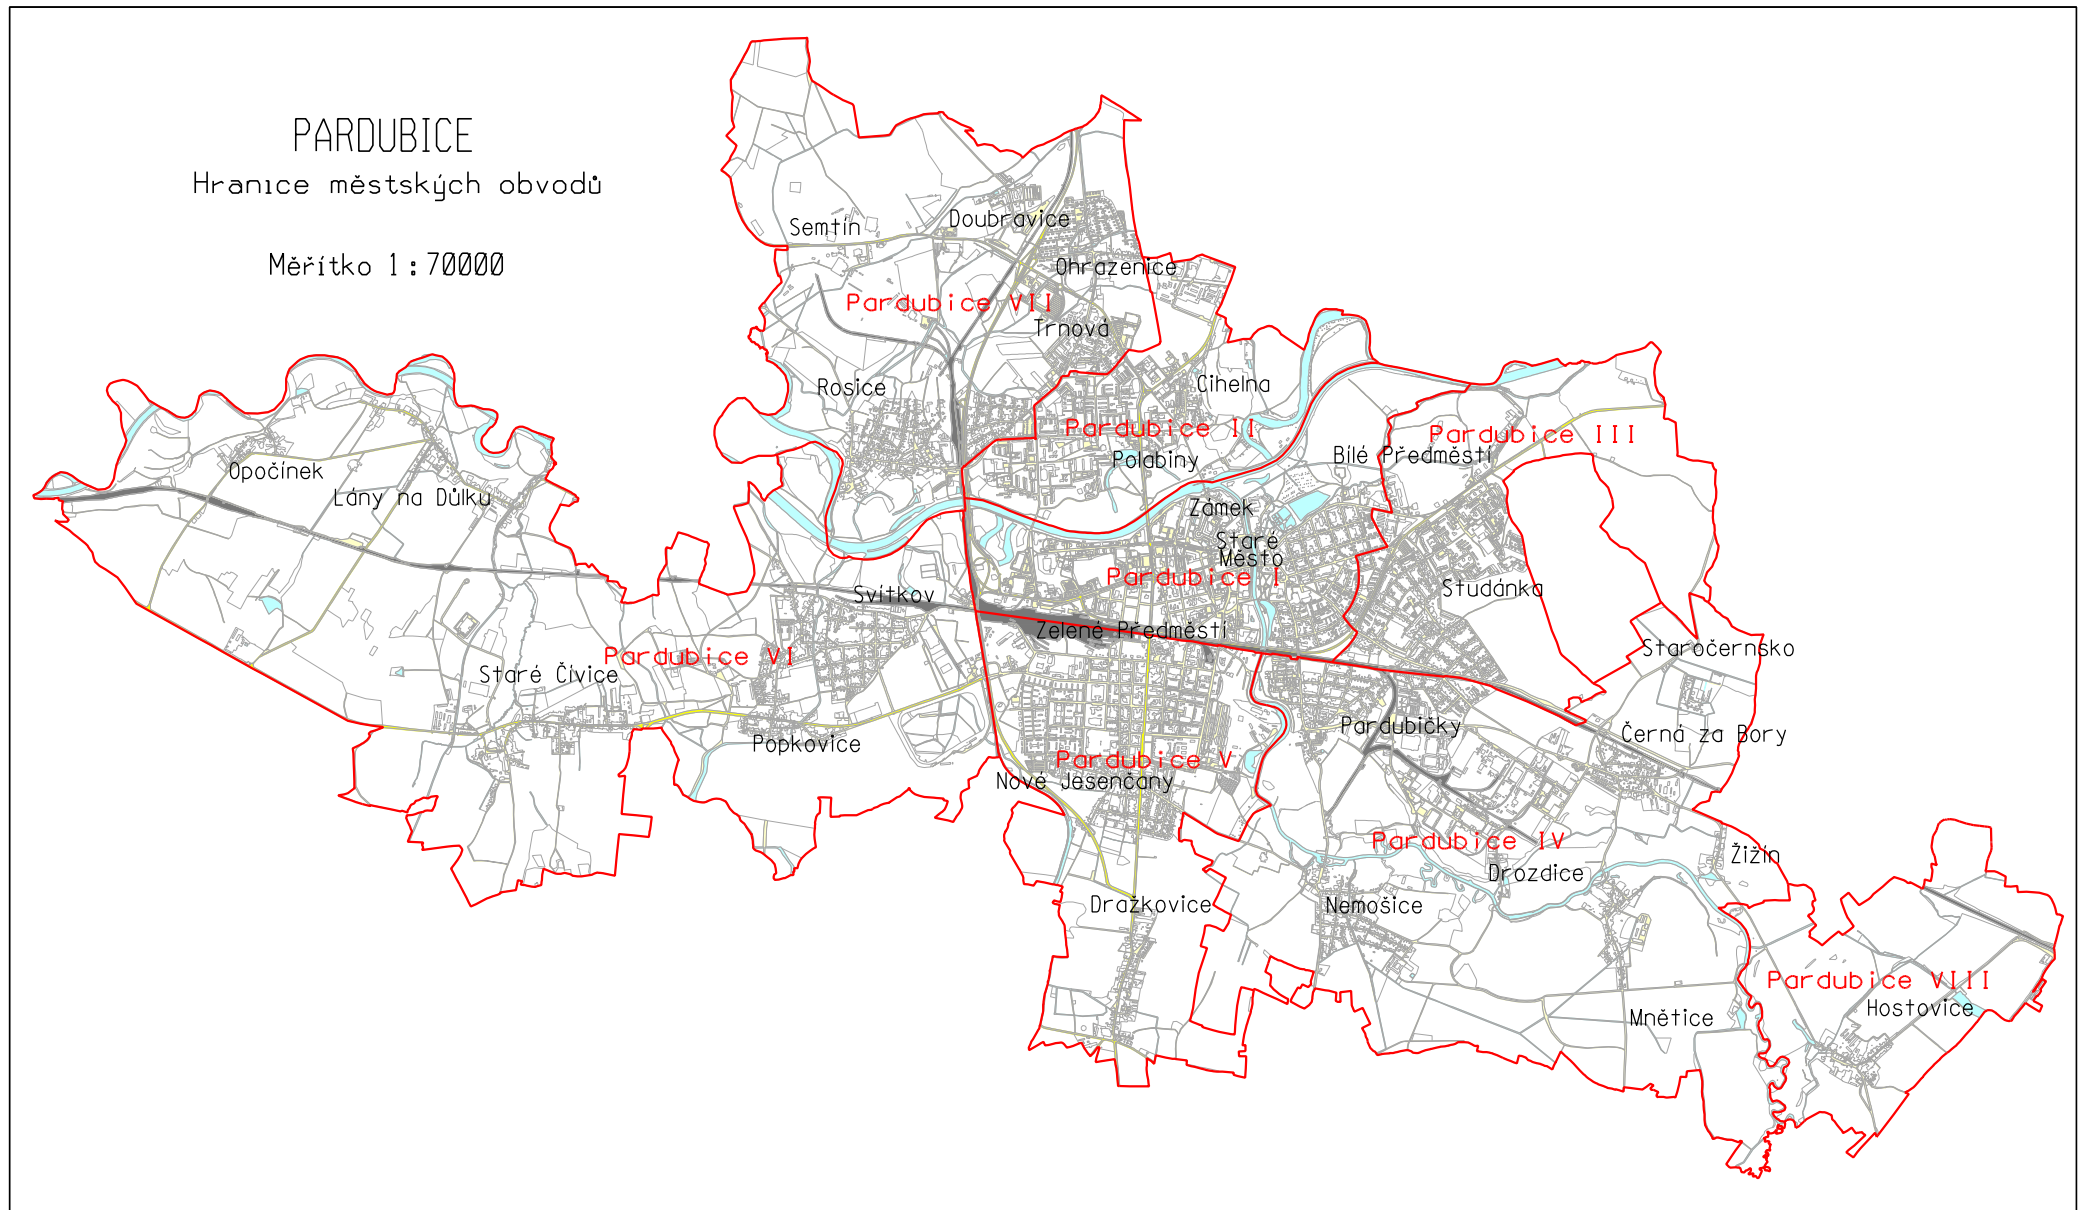 PARDUBICE
Hranice městských obvodů
Měřítko 1:70000
Semtín
Doubravice
Ohrazenice
Pardubice VII
Trnová
Rosice
Cihelna
Pardubice II
Pardubice III
Bílé Předměstí
Polabiny
Opočínek
Lány na Důlku
Zámek
Staré
Město
Pardubice I
Studánka
Svítkov
Zelené Předměstí
Staročernsko
Pardubice VI
Staré Čívice
Pardubičky
Černá za Bory
Popkovice
Pardubice V
Nové Jesenčany
Pardubice IV
Žižín
Drozdice
Dražkovice
Nemošice
Pardubice VIII
Hostovice
Mnětice